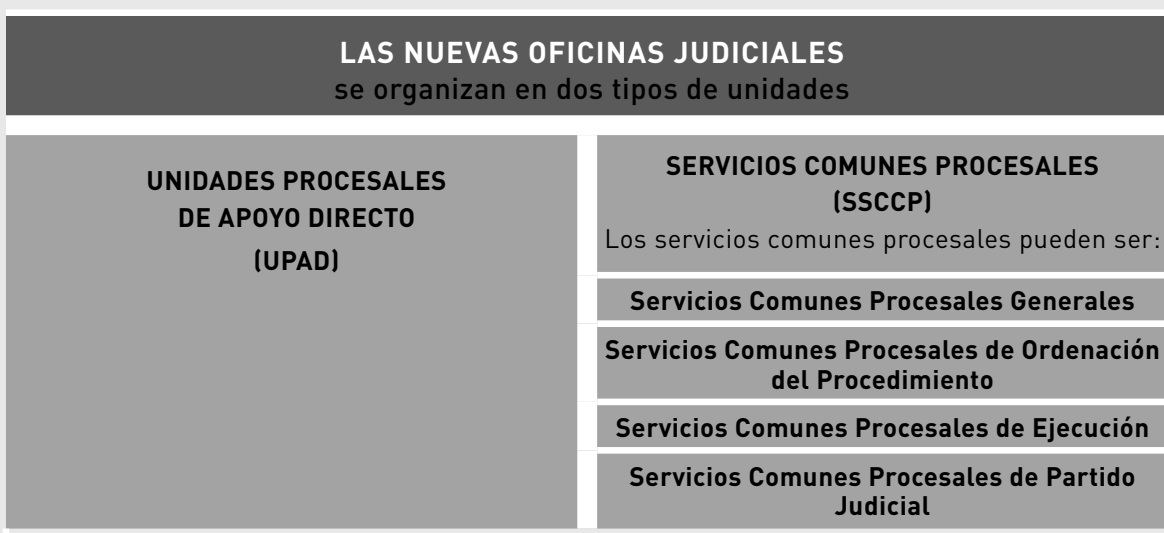 LAS NUEVAS OFICINAS JUDICIALES
se organizan en dos tipos de unidades
UNIDADES PROCESALES
DE APOYO DIRECTO
(UPAD)
SERVICIOS COMUNES PROCESALES
(SSCCP)
Los servicios comunes procesales pueden ser:
Servicios Comunes Procesales Generales
Servicios Comunes Procesales de Ordenación
del Procedimiento
Servicios Comunes Procesales de Ejecución
Servicios Comunes Procesales de Partido
Judicial